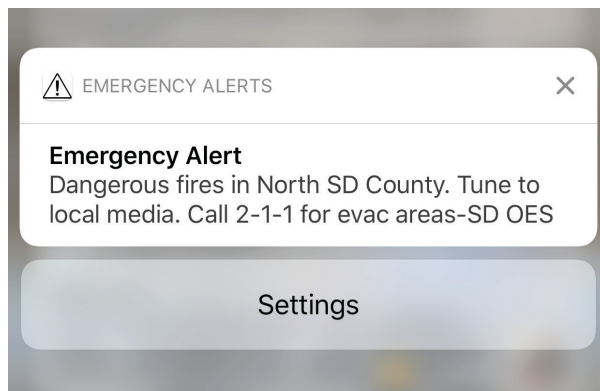 EMERGENCY ALERTS
Emergency Alert
Dangerous fires in North SD County. Tune to
local media. Call 2-1-1 for evac areas-SD OES
Settings